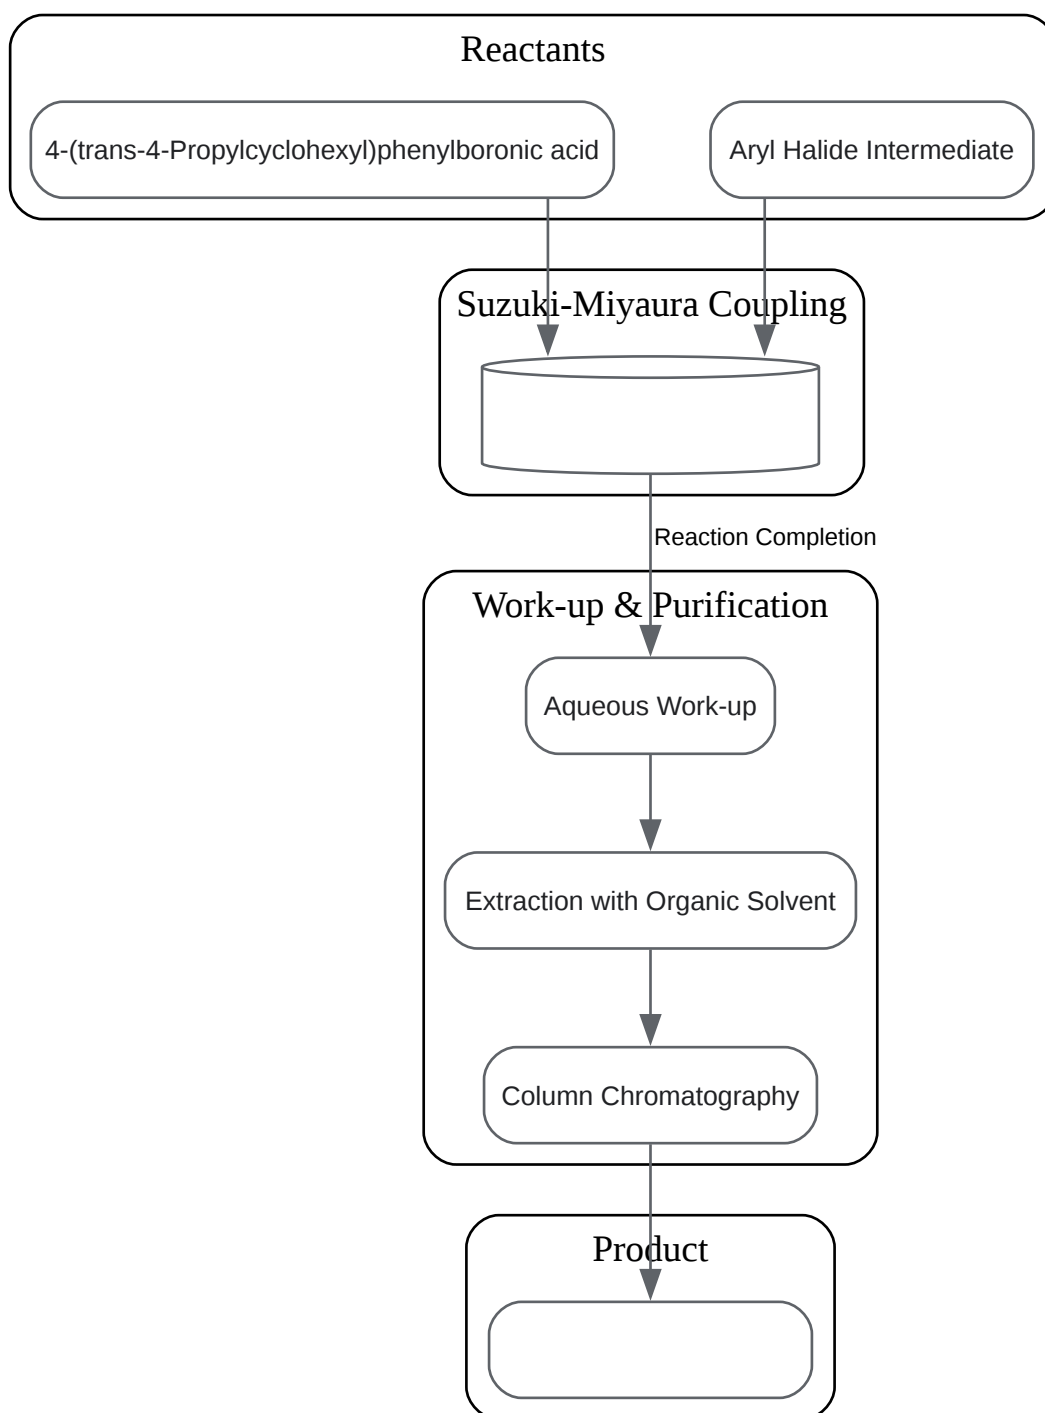 Reactants
4-(trans-4-Propylcyclohexyl)phenylboronic acid
Aryl Halide Intermediate
Suzuki-Miyaura Coupling
Reaction Completion
Work-up & Purification
Aqueous Work-up
Extraction with Organic Solvent
Column Chromatography
Product